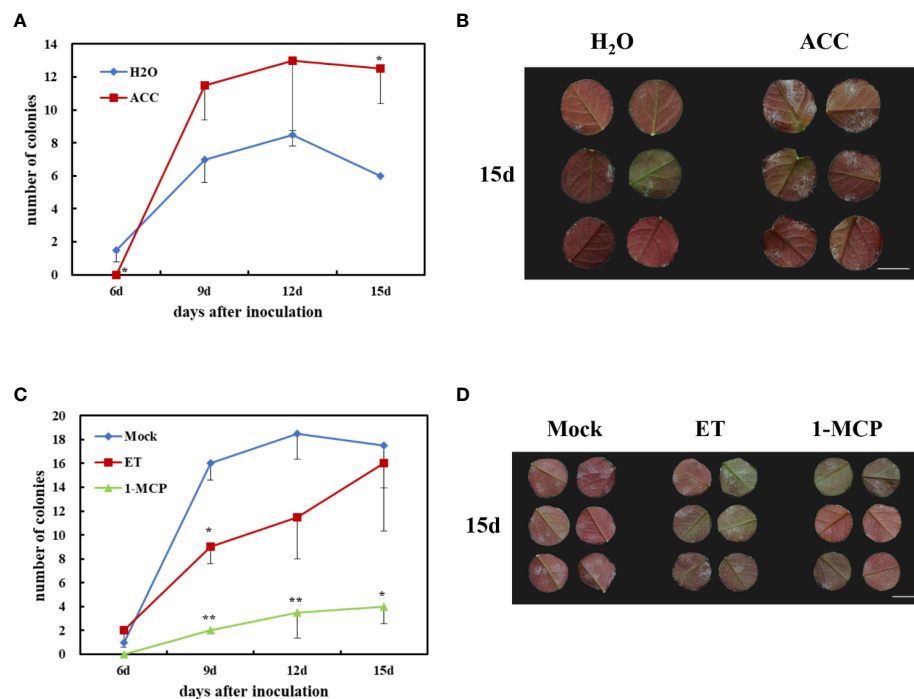 A
14
12
10
8
6
4
2
0
number of colonies
H2O
ACC
*
*
6d
9d
12d
15d
days after inoculation
B
H₂O
ACC
15d
C
20
18
16
14
12
10
8
6
4
2
0
number of colonies
Mock
ET
1-MCP
*
**
**
*
6d
9d
12d
15d
days after inoculation
D
Mock
ET
1-MCP
15d